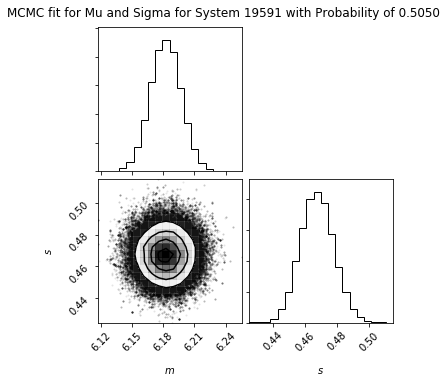 MCMC fit for Mu and Sigma for System 19591 with Probability of 0.5050
0.50
0.48
s
0.46
0.44
6.12 6.15 6.18 6.21 6.24 0.44 0.46 0.48 0.50
m s